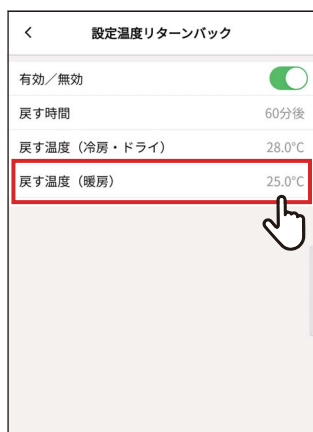 設定温度リターンバック
有効／無効
戻す時間 60分後
戻す温度（冷房・ドライ） 28.0℃
戻す温度（暖房） 25.0℃